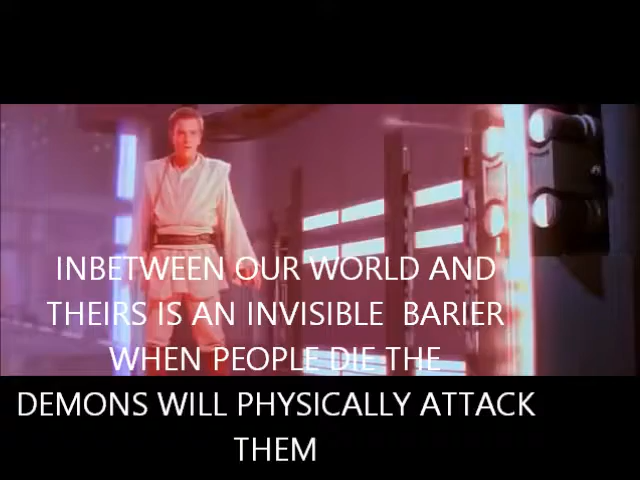 INBETWEEN OUR WORLD AND
THEIRS IS AN INVISIBLE BARIER
WHEN PEOPLE DIE THE
DEMONS WILL PHYSICALLY ATTACK
THEM